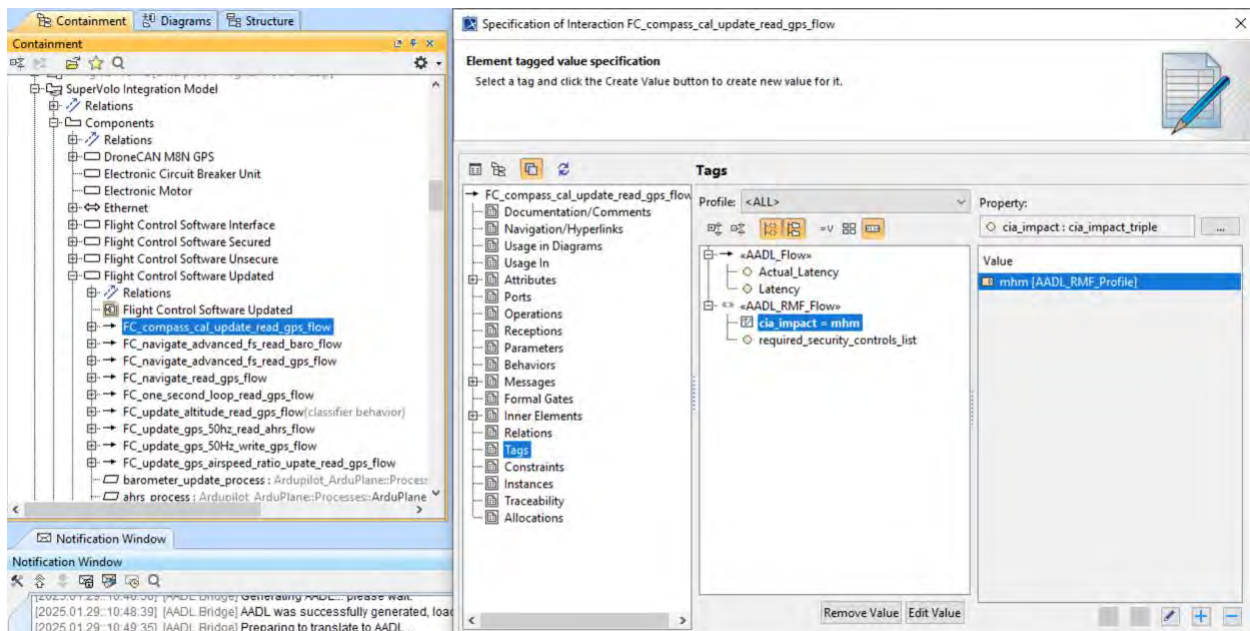 Containment
Diagrams
Structure
Containment
SuperVolo Integration Model
Relations
Components
Relations
DroneCAN M8N GPS
Electronic Circuit Breaker Unit
Electronic Motor
Ethernet
Flight Control Software Interface
Flight Control Software Secured
Flight Control Software Unsecure
Flight Control Software Updated
Relations
Flight Control Software Updated
FC_compass_cal_update_read_gps_flow
FC_navigate_advanced_fs_read_baro_flow
FC_navigate_advanced_fs_read_gps_flow
FC_navigate_read_gps_flow
FC_one_second_loop_read_gps_flow
FC_update_altitude_read_gps_flow(classifier behavior)
FC_update_gps_50hz_read_ahrs_flow
FC_update_gps_50Hz_write_gps_flow
FC_update_gps_airspeed_ratio_upate_read_gps_flow
barometer_update_process : Ardupilot_ArduPlane::Proces
ahrs_process : Ardupilot_ArduPlane::Processes::ArduPlane
Notification Window
Notification Window
Generating AADL... please wait.
[2025.01.29::10:48:39] [AADL Bridge] AADL was successfully generated, load
[2025.01.29::10:49:35] [AADL Bridge] Preparing to translate to AADL...
Specification of Interaction FC_compass_cal_update_read_gps_flow
Element tagged value specification
Select a tag and click the Create Value button to create new value for it.
FC_compass_cal_update_read_gps_flow
Documentation/Comments
Navigation/Hyperlinks
Usage in Diagrams
Usage In
Attributes
Ports
Operations
Receptions
Parameters
Behaviors
Messages
Formal Gates
Inner Elements
Relations
Tags
Constraints
Instances
Traceability
Allocations
Tags
Profile: <ALL>
«AADL_Flow»
Actual_Latency
Latency
«AADL_RMF_Flow»
cia_impact = mhm
required_security_controls_list
Remove Value Edit Value
Property:
cia_impact : cia_impact_triple ...
Value
mhm [AADL_RMF_Profile]